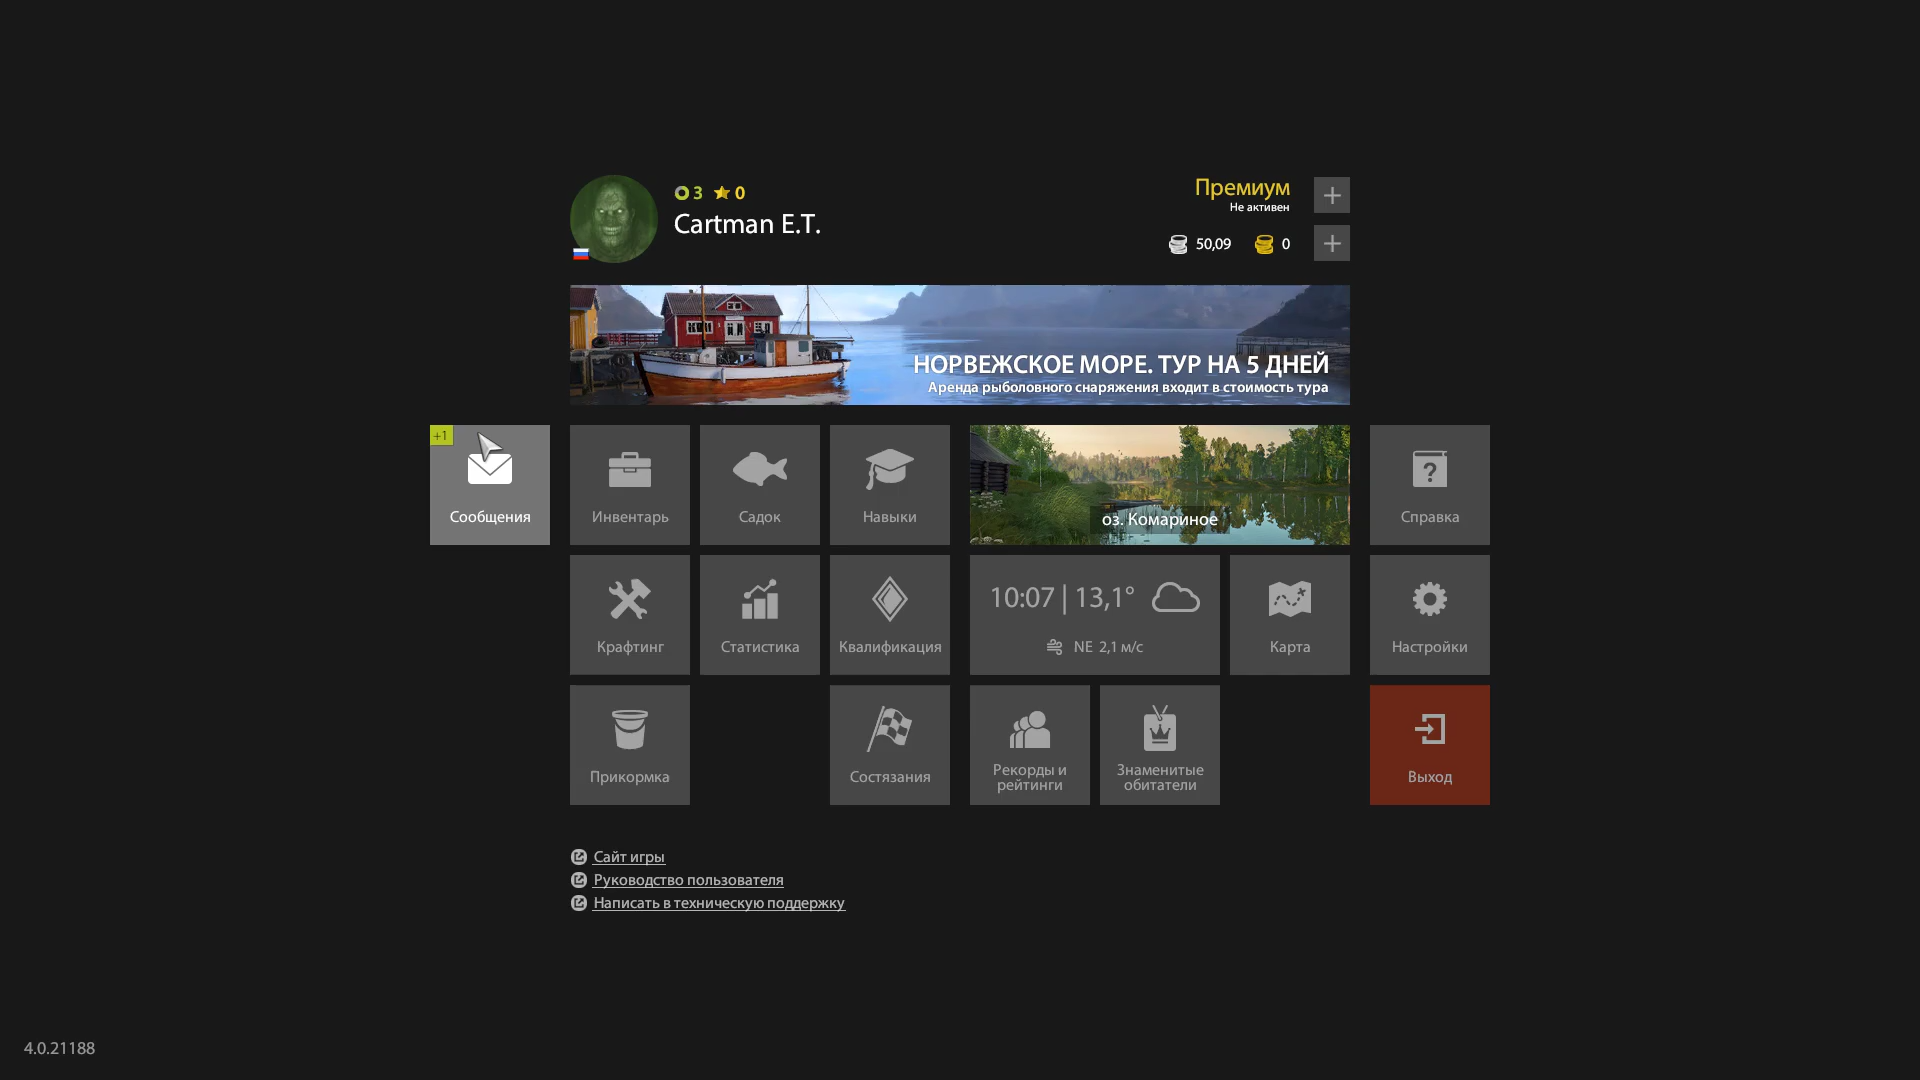 3 0
Cartman E.T.
Премиум
Не активен
50,09 0
НОРВЕЖСКОЕ МОРЕ. ТУР НА 5 ДНЕЙ
Аренда рыболовного снаряжения входит в стоимость тура
+1
Сообщения
Инвентарь
Садок
Навыки
оз. Комариное
Справка
Крафтинг
Статистика
Квалификация
10:07 | 13,1°
NE 2,1 м/с
Карта
Настройки
Прикормка
Состязания
Рекорды и
рейтинги
Знаменитые
обитатели
Выход
Сайт игры
Руководство пользователя
Написать в техническую поддержку
4.0.21188